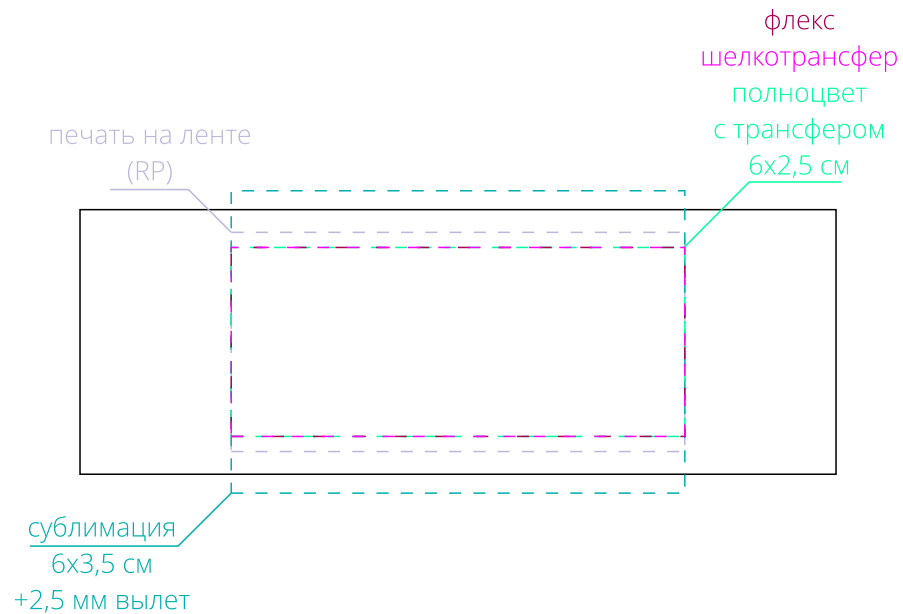 флекс
шелкотрансфер
полноцвет
с трансфером
6х2,5 см
печать на ленте
(RP)
сублимация
6х3,5 см
+2,5 мм вылет